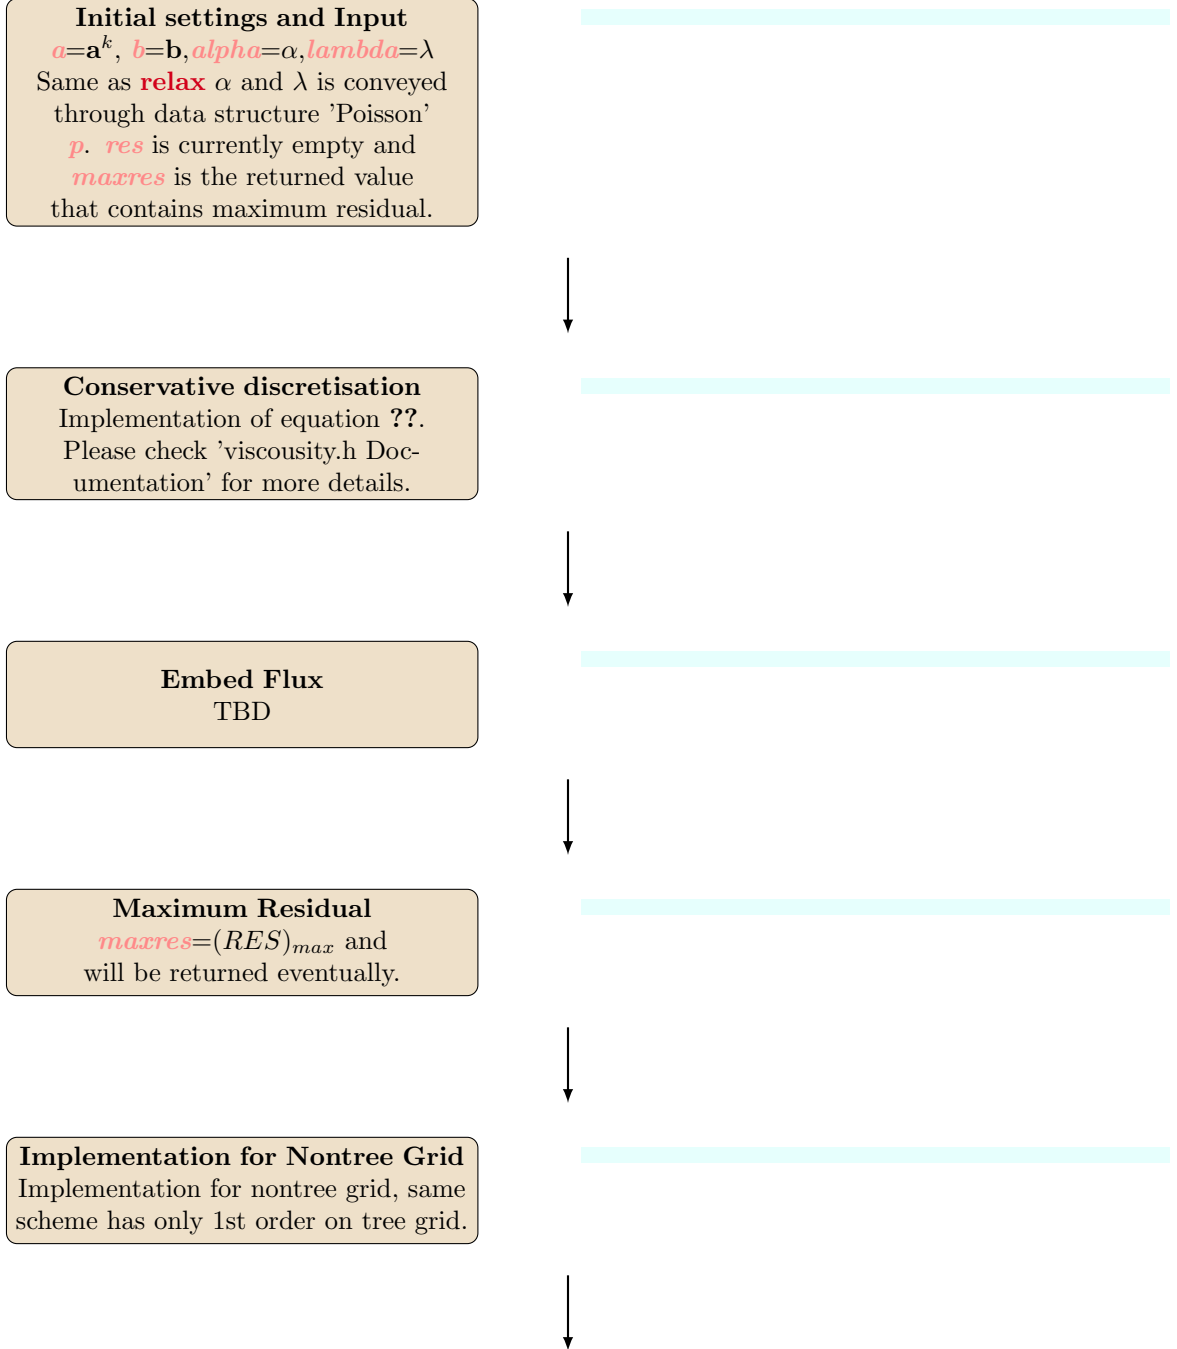 Initial settings and Input
a=a^k, b=b,alpha=α,lambda=λ
Same as relax α and λ is conveyed
through data structure 'Poisson'
p. res is currently empty and
maxres is the returned value
that contains maximum residual.
Conservative discretisation
Implementation of equation ??.
Please check 'viscousity.h Doc-
umentation' for more details.
Embed Flux
TBD
Maximum Residual
maxres=(RES)_{max} and
will be returned eventually.
Implementation for Nontree Grid
Implementation for nontree grid, same
scheme has only 1st order on tree grid.